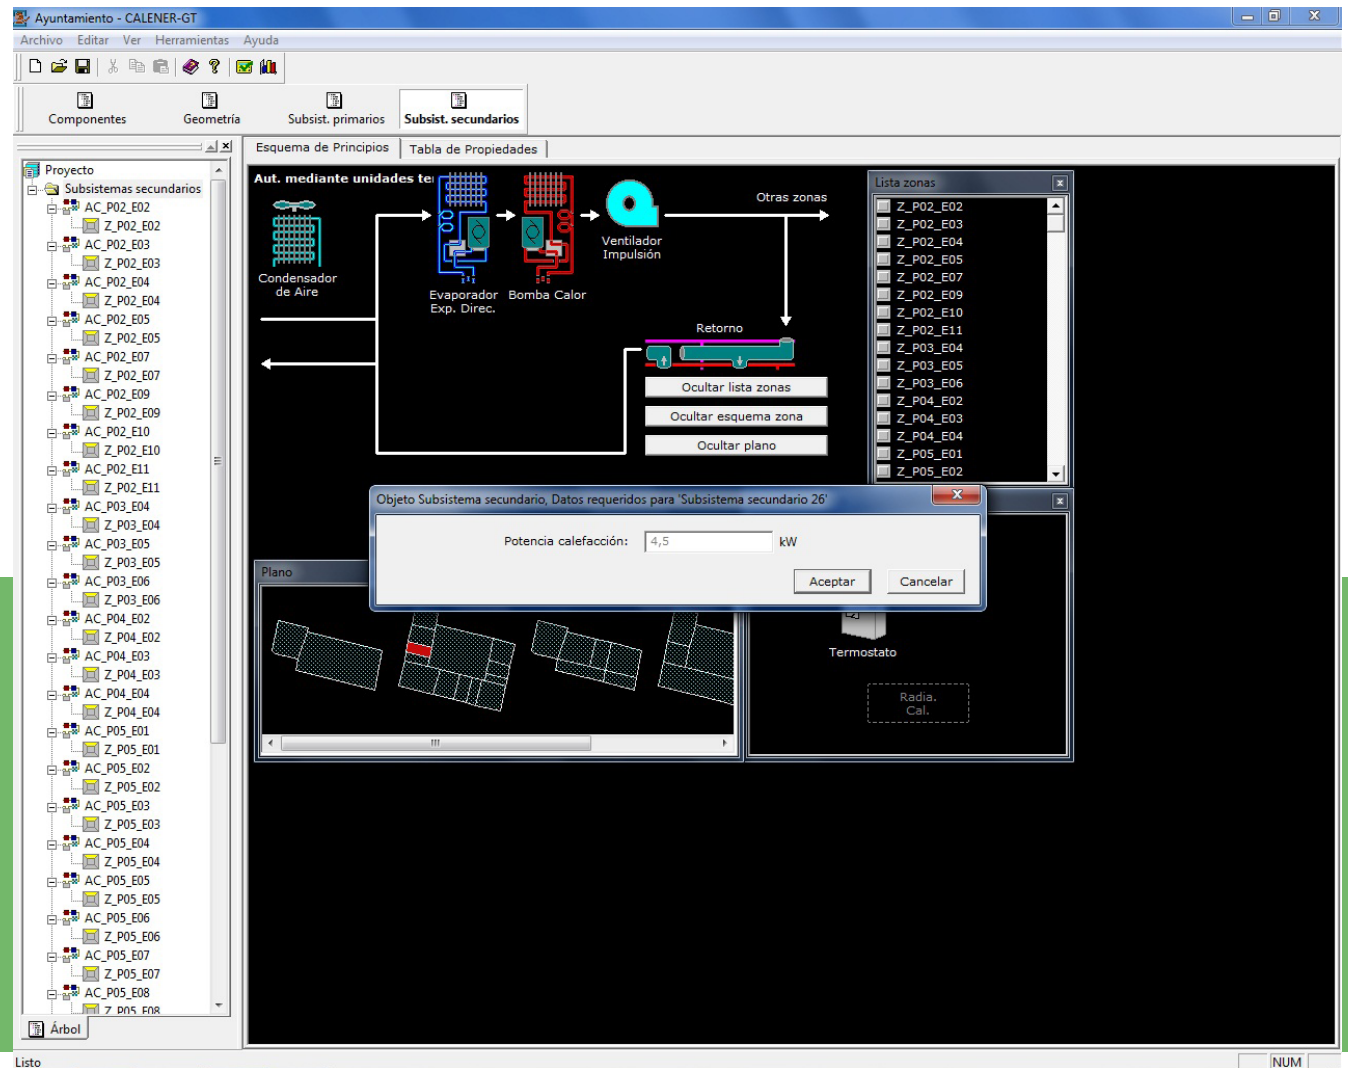 Ayuntamiento - CALENER-GT
Archivo Editar Ver Herramientas Ayuda
Componentes Geometría Subsist. primarios Subsist. secundarios
Esquema de Principios Tabla de Propiedades
Proyecto
Subsistemas secundarios
AC_P02_E02
Z_P02_E02
AC_P02_E03
Z_P02_E03
AC_P02_E04
Z_P02_E04
AC_P02_E05
Z_P02_E05
AC_P02_E07
Z_P02_E07
AC_P02_E09
Z_P02_E09
AC_P02_E10
Z_P02_E10
AC_P02_E11
Z_P02_E11
AC_P03_E04
Z_P03_E04
AC_P03_E05
Z_P03_E05
AC_P03_E06
Z_P03_E06
AC_P04_E02
Z_P04_E02
AC_P04_E03
Z_P04_E03
AC_P04_E04
Z_P04_E04
AC_P05_E01
Z_P05_E01
AC_P05_E02
Z_P05_E02
AC_P05_E03
Z_P05_E03
AC_P05_E04
Z_P05_E04
AC_P05_E05
Z_P05_E05
AC_P05_E06
Z_P05_E06
AC_P05_E07
Z_P05_E07
AC_P05_E08
Z_P05_E08
Árbol
Aut. mediante unidades
Condensador
de Aire
Evaporador
Exp. Direc.
Bomba Calor
Ventilador
Impulsión
Otras zonas
Retorno
Ocultar lista zonas
Ocultar esquema zona
Ocultar plano
Lista zonas
Z_P02_E02
Z_P02_E03
Z_P02_E04
Z_P02_E05
Z_P02_E07
Z_P02_E09
Z_P02_E10
Z_P02_E11
Z_P03_E04
Z_P03_E05
Z_P03_E06
Z_P04_E02
Z_P04_E03
Z_P04_E04
Z_P05_E01
Z_P05_E02
Objeto Subsistema secundario, Datos requeridos para 'Subsistema secundario 26'
Potencia calefacción: 4,5 kW
Aceptar Cancelar
Plano
Termostato
Radia.
Cal.
Listo
NUM